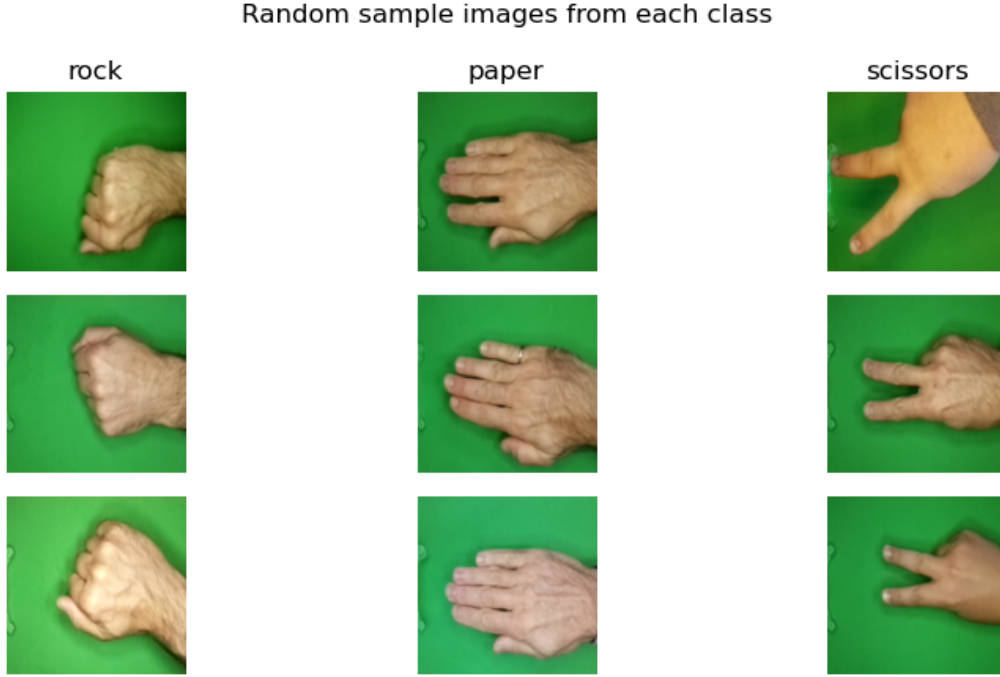 Random sample images from each class
rock
paper
scissors